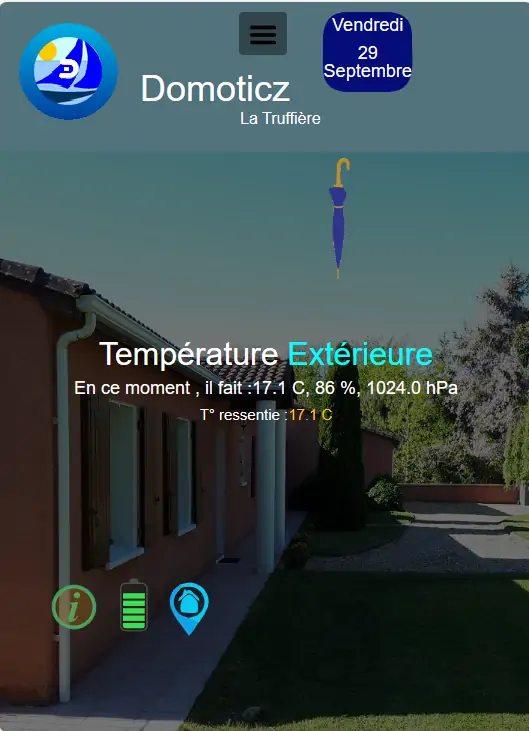 Vendredi
29
Septembre
Domoticz
La Truffière
Température Extérieure
En ce moment , il fait :17.1 C, 86 %, 1024.0 hPa
T° ressentie :17.1 C
i